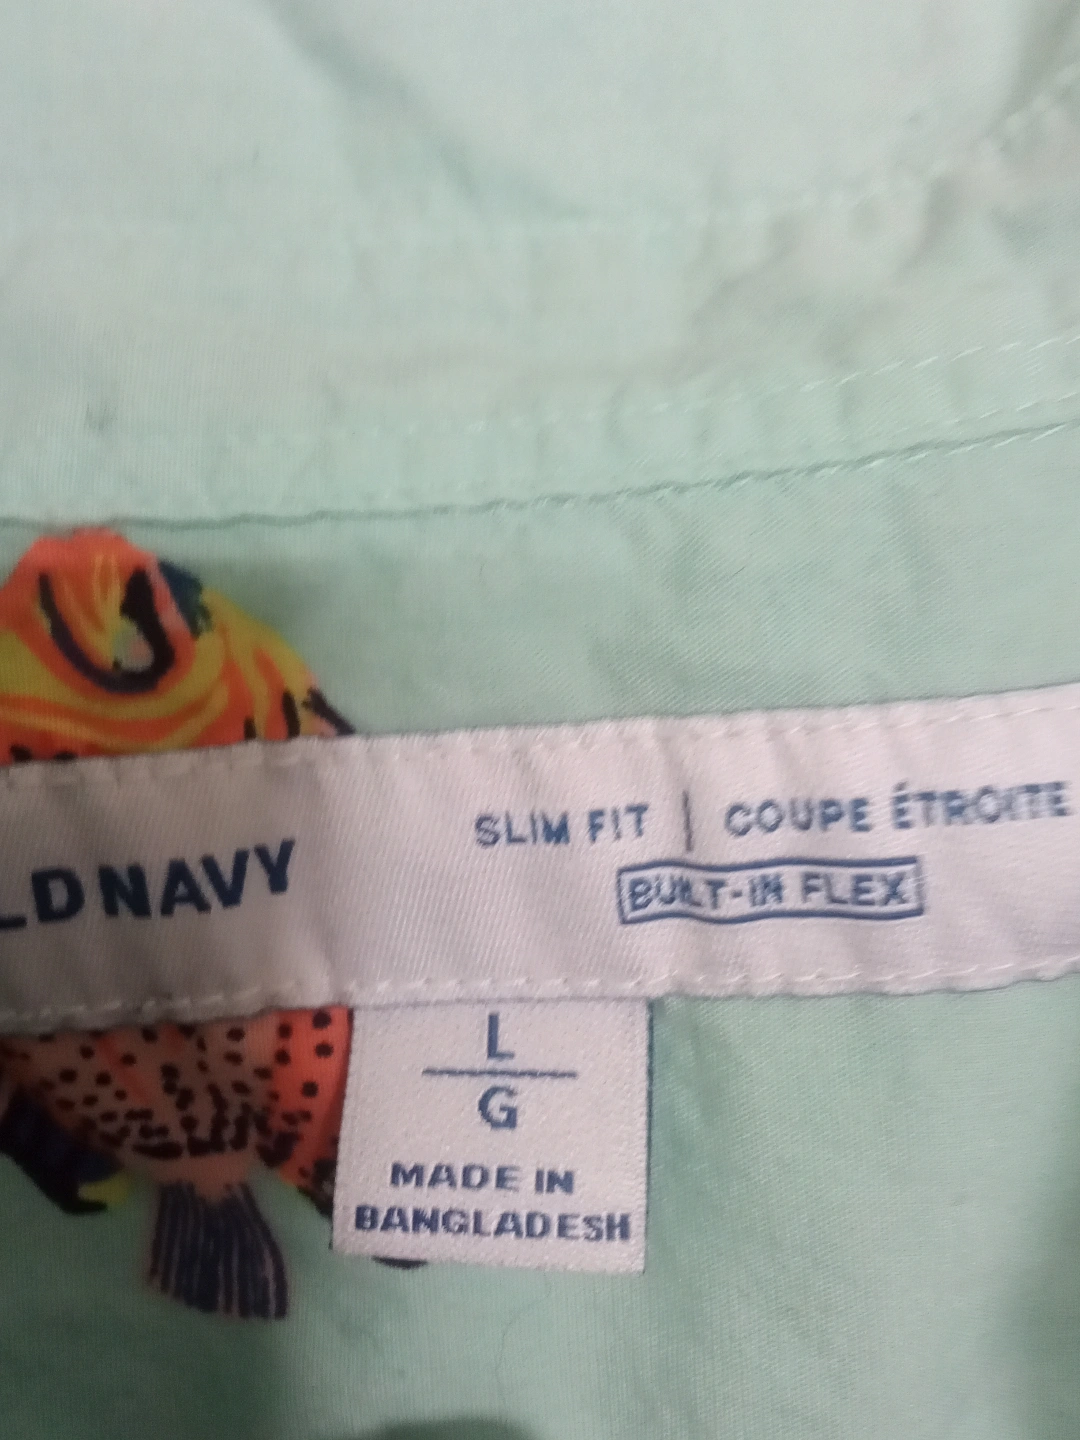 LD NAVY
SLIM FIT | COUPE ÉTROITE
BUILT-IN FLEX
L
G
MADE IN
BANGLADESH